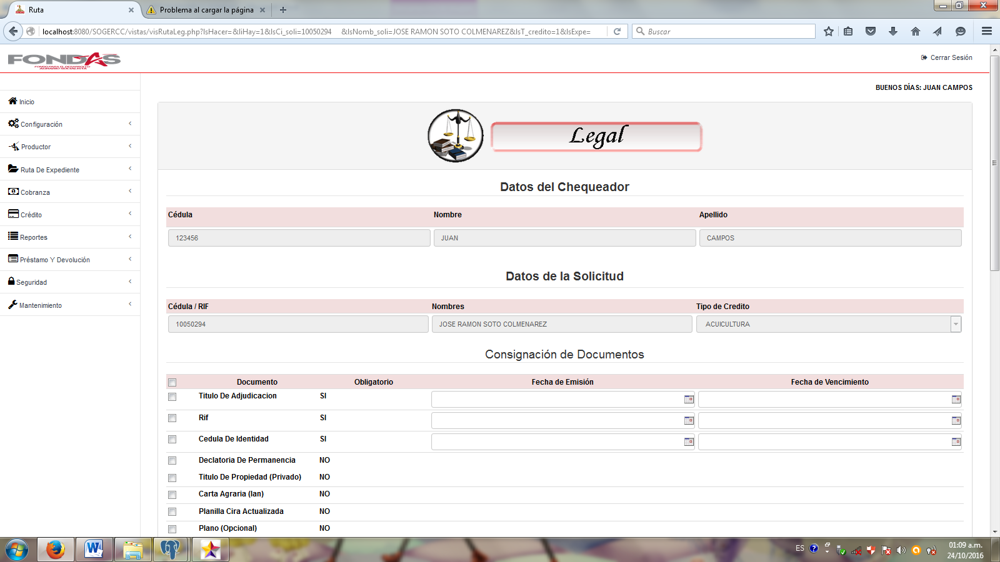 Ruta
Problema al cargar la página
localhost:8080/SOGERCC/vistas/visRutaLeg.php?lsHacer=&liHay=1&lsCi_soli=10050294 &lsNomb_soli=JOSE RAMON SOTO COLMENAREZ&lsT_credito=1&lsExpe=
Buscar
FONDAS
FONDO PARA EL DESARROLLO
AGRARIO SOCIALISTA
Cerrar Sesión
BUENOS DÍAS: JUAN CAMPOS
Inicio
Configuración
Productor
Ruta De Expediente
Cobranza
Crédito
Reportes
Préstamo Y Devolución
Seguridad
Mantenimiento
Legal
Datos del Chequeador
Cédula Nombre Apellido
123456 JUAN CAMPOS
Datos de la Solicitud
Cédula / RIF Nombres Tipo de Credito
10050294 JOSE RAMON SOTO COLMENAREZ ACUICULTURA
Consignación de Documentos
Documento Obligatorio Fecha de Emisión Fecha de Vencimiento
Titulo De Adjudicacion SI
Rif SI
Cedula De Identidad SI
Declatoria De Permanencia NO
Titulo De Propiedad (Privado) NO
Carta Agraria (Ian) NO
Planilla Cira Actualizada NO
Plano (Opcional) NO
ES
01:09 a.m.
24/10/2016